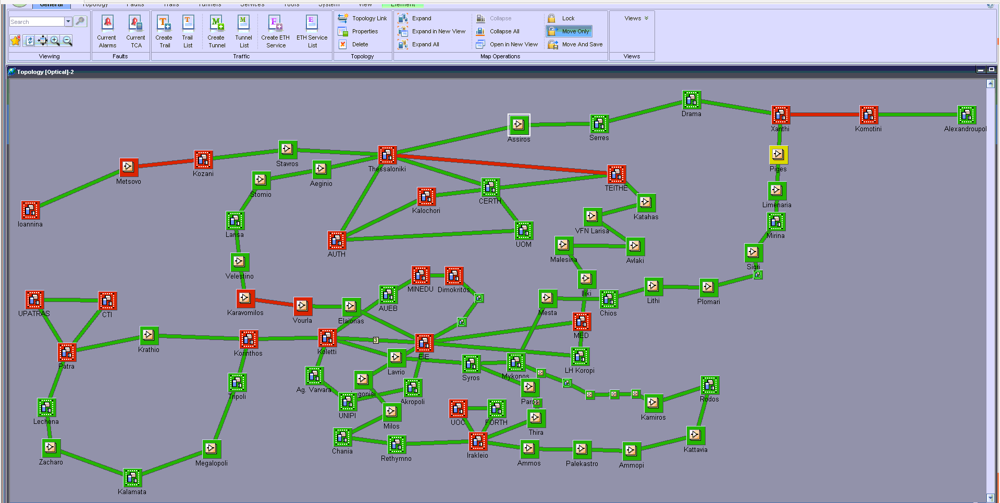 General Topology Faults Trails Tunnels Services Tools System View Element
Search
Current Alarms
Current TCA
Create Trail
Trail List
Create Tunnel
Tunnel List
Create ETH Service
ETH Service List
Topology Link
Properties
Delete
Expand
Expand in New View
Expand All
Collapse
Collapse All
Open in New View
Lock
Move Only
Move And Save
Views
Viewing
Faults
Traffic
Topology
Map Operations
Views
Topology [Optical]-2
Drama
Xanthi
Komotini
Alexandroupol
Assiros
Serres
Stavros
Thessaloniki
Piges
Metsovo
Kozani
Aeginio
Stomio
TEITHE
CERTH
Kalochori
Katahas
Limenaria
Ioannina
Larisa
VFN Larisa
Mirina
AUTH
UOM
Malesina
Avlaki
Sigri
Velestino
MINEDU
Dimokritos
Iliki
Lithi
Plomari
UPATRAS
CTI
Karavomilos
Vourla
Elaionas
AUEB
Mesta
Chios
MED
Krathio
Korinthos
Koletti
3
EIE
Patra
Lavrio
Syros
Mykonos
LH Koropi
Tripoli
Ag. Varvara
gonisi
Akropoli
Paros
Rodos
Lechena
UNIPI
Milos
UOC
FORTH
Thira
Kamiros
Chania
Rethymno
Irakleio
Ammos
Palekastro
Ammopi
Kattavia
Zacharo
Megalopoli
Kalamata